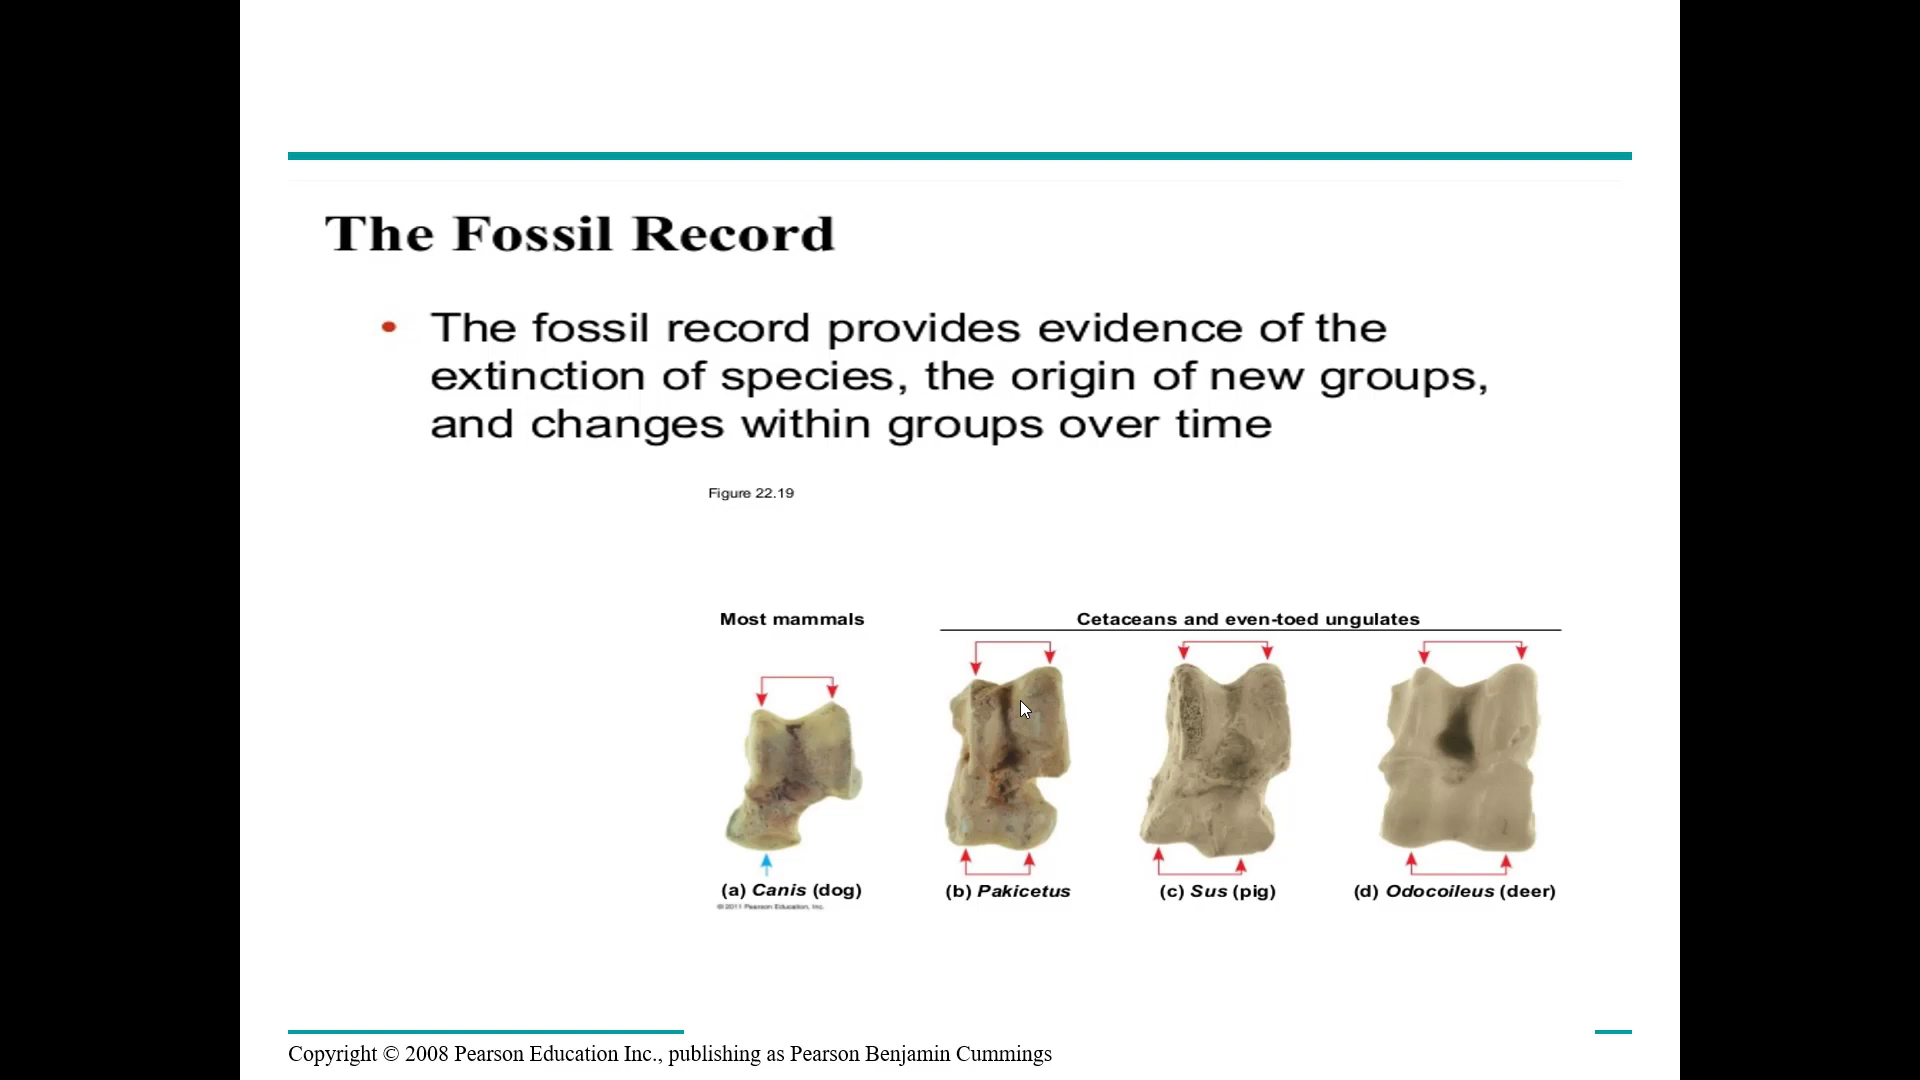 The Fossil Record
• The fossil record provides evidence of the
extinction of species, the origin of new groups,
and changes within groups over time
Figure 22.19
Most mammals
Cetaceans and even-toed ungulates
(a) Canis (dog)
(b) Pakicetus
(c) Sus (pig)
(d) Odocoileus (deer)
© 2011 Pearson Education, Inc.
Copyright © 2008 Pearson Education Inc., publishing as Pearson Benjamin Cummings